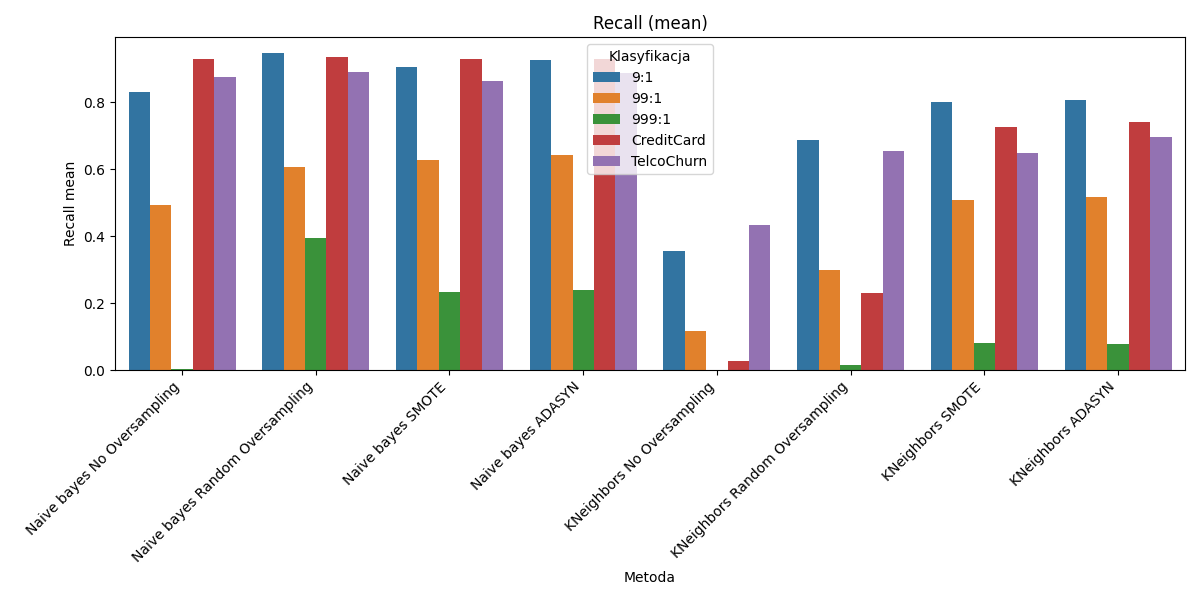 Recall (mean)
Recall mean
0.8
0.6
0.4
0.2
0.0
Klasyfikacja
9:1
99:1
999:1
CreditCard
TelcoChurn
Naive bayes No Oversampling
Naive bayes Random Oversampling
Naive bayes SMOTE
Naive bayes ADASYN
KNeighbors No Oversampling
KNeighbors Random Oversampling
KNeighbors SMOTE
KNeighbors ADASYN
Metoda